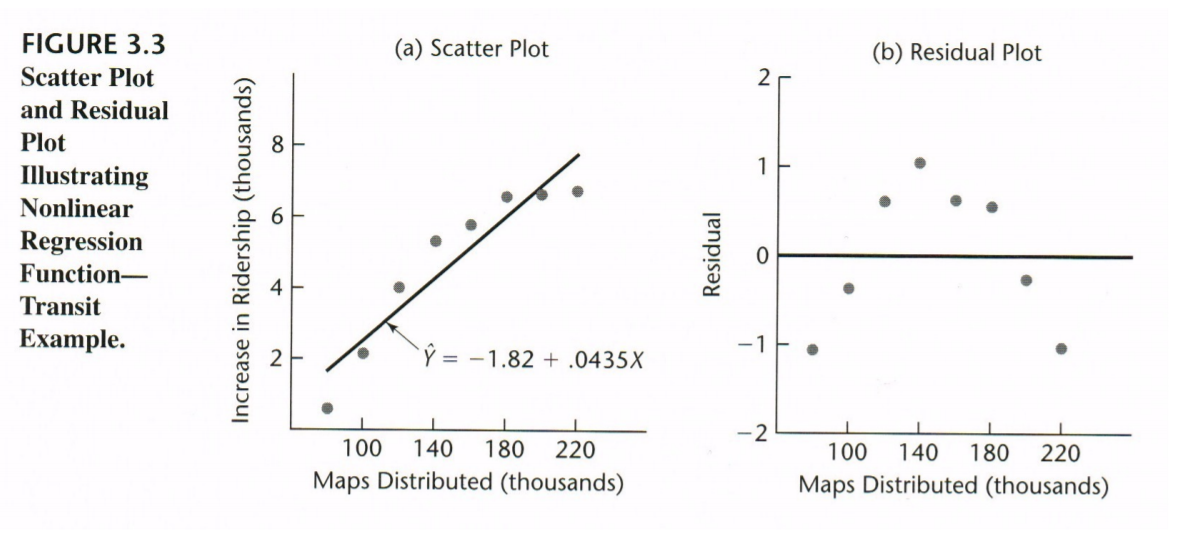 FIGURE 3.3
Scatter Plot
and Residual
Plot
Illustrating
Nonlinear
Regression
Function—
Transit
Example.
(a) Scatter Plot
Increase in Ridership (thousands)
8
6
4
2
Ŷ = −1.82 + .0435X
100 140 180 220
Maps Distributed (thousands)
(b) Residual Plot
Residual
2
1
0
−1
−2
100 140 180 220
Maps Distributed (thousands)